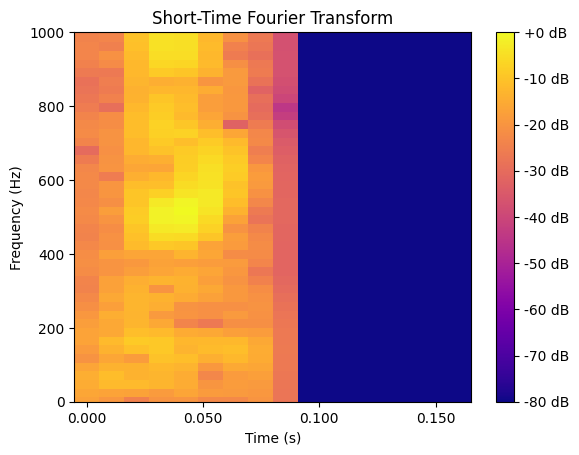 Short-Time Fourier Transform
Frequency (Hz)
1000
800
600
400
200
0
0.000
0.050
0.100
0.150
Time (s)
+0 dB
-10 dB
-20 dB
-30 dB
-40 dB
-50 dB
-60 dB
-70 dB
-80 dB